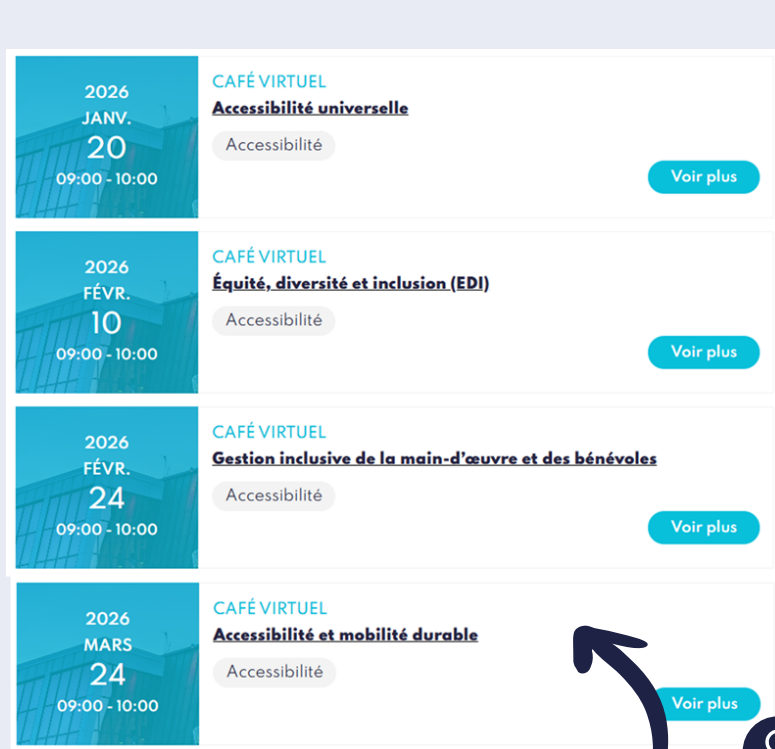 2026
JANV.
20
09:00 - 10:00
CAFÉ VIRTUEL
Accessibilité universelle
Accessibilité
Voir plus
2026
FÉVR.
10
09:00 - 10:00
CAFÉ VIRTUEL
Équité, diversité et inclusion (EDI)
Accessibilité
Voir plus
2026
FÉVR.
24
09:00 - 10:00
CAFÉ VIRTUEL
Gestion inclusive de la main-d’œuvre et des bénévoles
Accessibilité
Voir plus
2026
MARS
24
09:00 - 10:00
CAFÉ VIRTUEL
Accessibilité et mobilité durable
Accessibilité
Voir plus